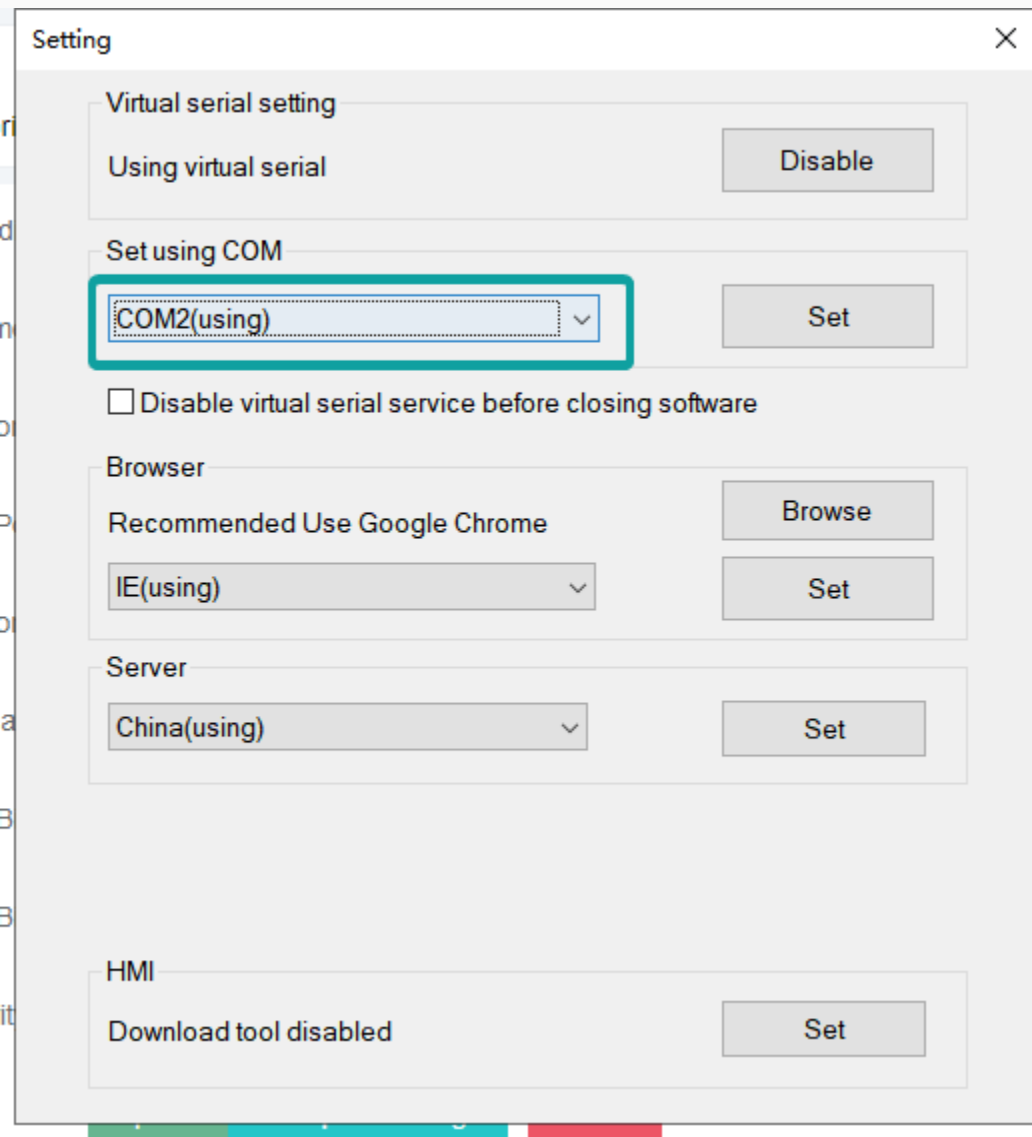 Setting
Virtual serial setting
Using virtual serial
Disable
Set using COM
COM2(using)
Set
Disable virtual serial service before closing software
Browser
Recommended Use Google Chrome
Browse
IE(using)
Set
Server
China(using)
Set
HMI
Download tool disabled
Set